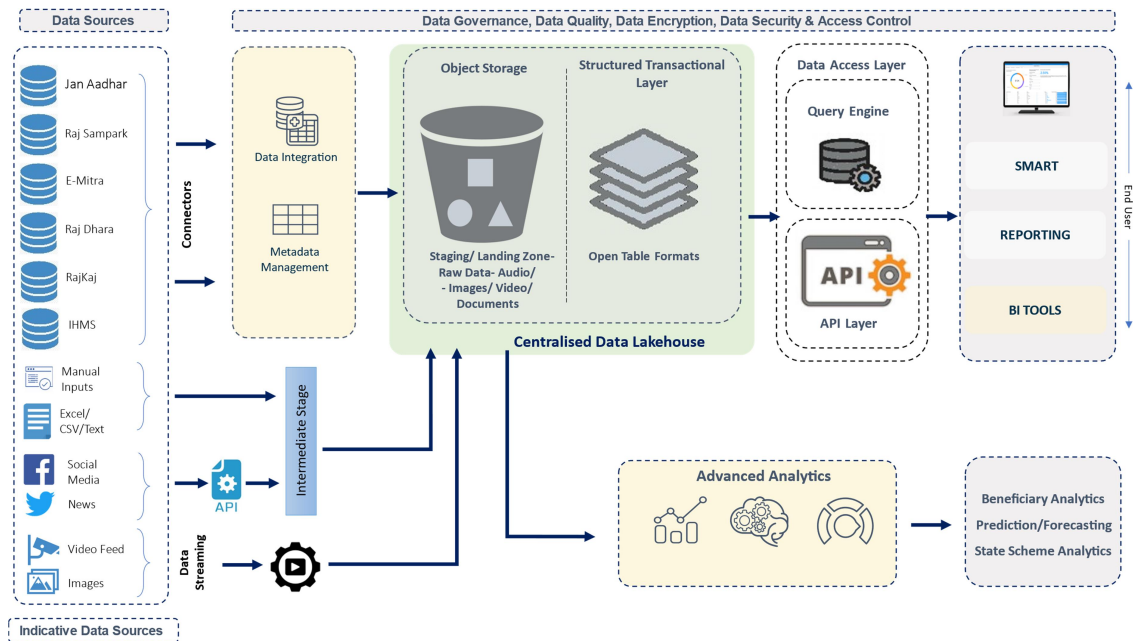 Data Sources
Data Governance, Data Quality, Data Encryption, Data Security & Access Control
Jan Aadhar
Raj Sampark
E-Mitra
Raj Dhara
RajKaj
IHMS
Manual
Inputs
Excel/
CSV/Text
Social
Media
News
Video Feed
Images
Indicative Data Sources
Connectors
API
Data
Streaming
Intermediate Stage
Data Integration
Metadata
Management
Object Storage
Staging/ Landing Zone-
Raw Data- Audio/
- Images/ Video/
Documents
Structured Transactional
Layer
Open Table Formats
Centralised Data Lakehouse
Data Access Layer
Query Engine
API
API Layer
SMART
REPORTING
BI TOOLS
End User
Advanced Analytics
Beneficiary Analytics
Prediction/Forecasting
State Scheme Analytics